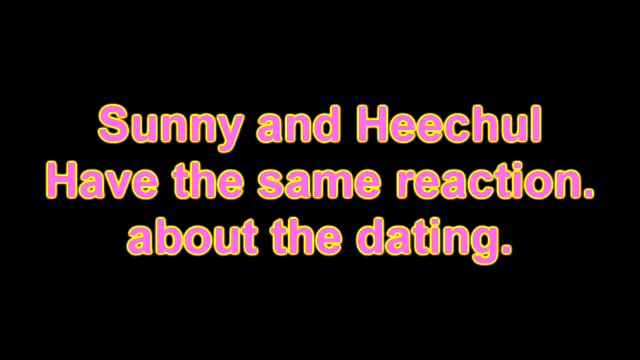 Sunny and Heechul
Have the same reaction.
about the dating.